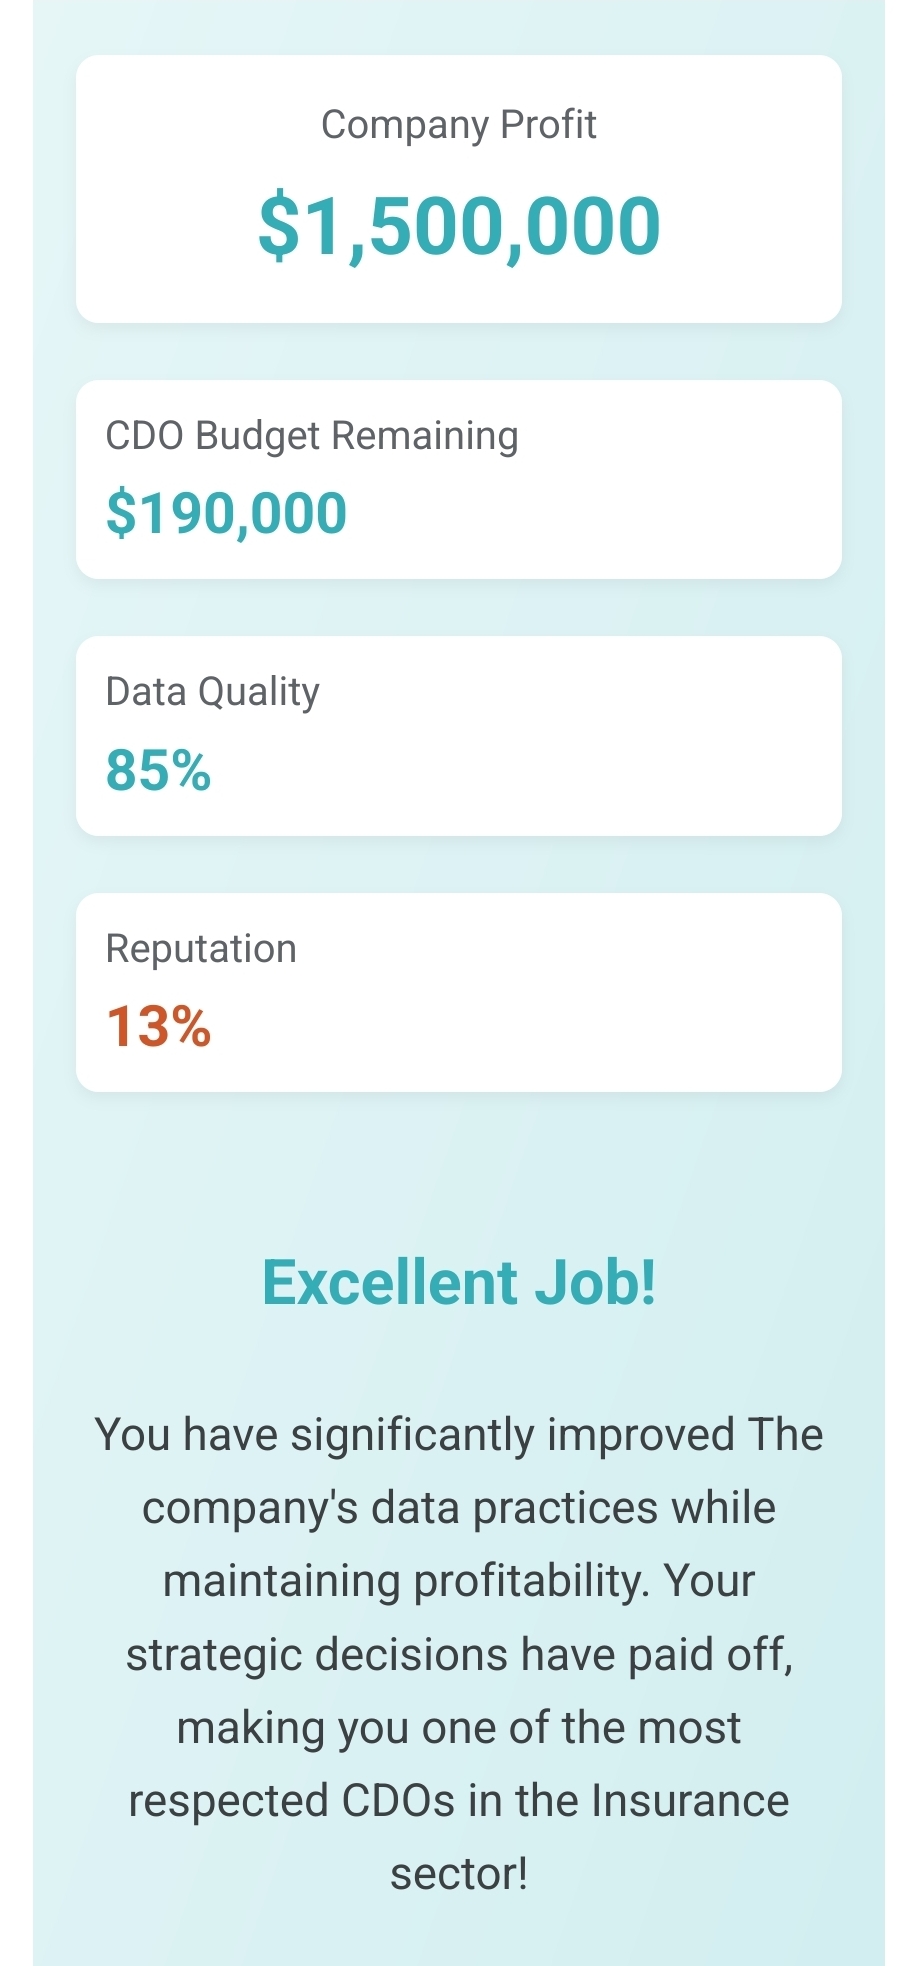 Company Profit
$1,500,000
CDO Budget Remaining
$190,000
Data Quality
85%
Reputation
13%
Excellent Job!
You have significantly improved The
company's data practices while
maintaining profitability. Your
strategic decisions have paid off,
making you one of the most
respected CDOs in the Insurance
sector!